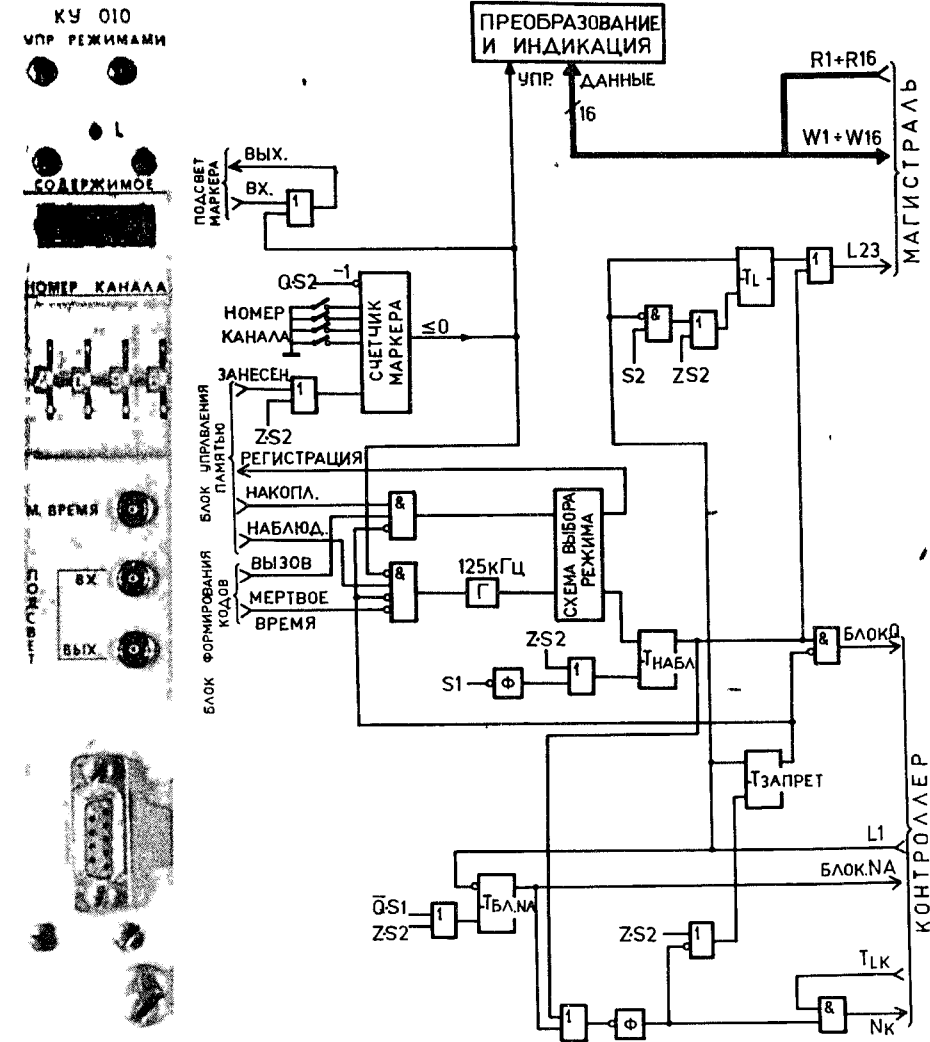 КУ 010
УПР РЕЖИМАМИ
L
СОДЕРЖИМОЕ
НОМЕР КАНАЛА
М. ВРЕМЯ
ПОДСВЕТ
ВХ.
ВЫХ.
ПРЕОБРАЗОВАНИЕ
И ИНДИКАЦИЯ
УПР.
ДАННЫЕ
16
R1÷R16
W1÷W16
МАГИСТРАЛЬ
L23
ПОДСВЕТ
МАРКЕРА
ВЫХ.
ВХ.
1
Q·S2
-1
НОМЕР
КАНАЛА
СЧЕТЧИК
МАРКЕРА
≥0
TL
1
&
1
S2
ZS2
ЗАНЕСЕН.
1
Z·S2
БЛОК УПРАВЛЕНИЯ
ПАМЯТЬЮ
РЕГИСТРАЦИЯ
НАКОПЛ.
НАБЛЮД.
&
СХЕМА ВЫБОРА
РЕЖИМА
БЛОК ФОРМИРОВАНИЯ
КОДОВ
ВЫЗОВ
МЕРТВОЕ
ВРЕМЯ
&
125кГЦ
Г
Z·S2
S1
Ф
1
ТНАБЛ
&
БЛОК.Q
ТЗАПРЕТ
КОНТРОЛЛЕР
L1
БЛОК.NA
Q̅·S1
Z·S2
1
ТБЛ.NA
Z·S2
1
1
Ф
&
TLK
NK